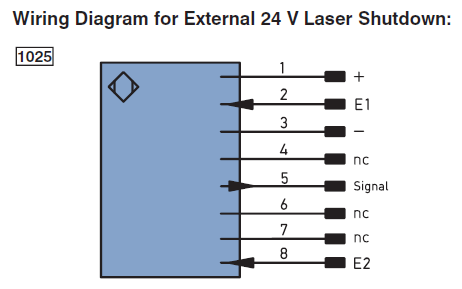 Wiring Diagram for External 24 V Laser Shutdown:
1025
1 +
2 E1
3 –
4 nc
5 Signal
6 nc
7 nc
8 E2